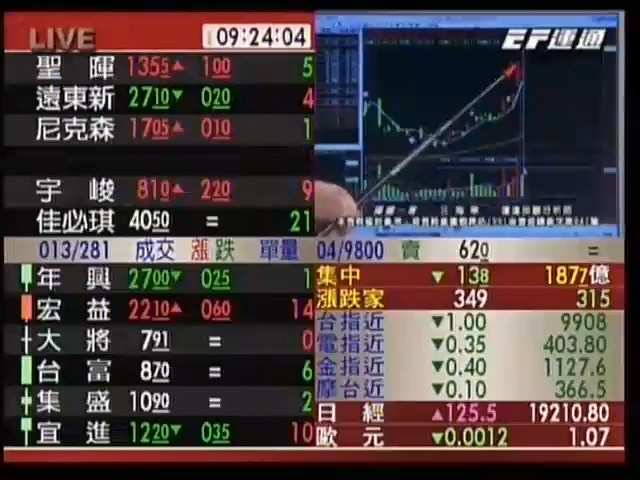 LIVE 09:24:04
EF運通
聖暉 1355▲ 100 5
遠東新 2710▼ 020 4
尼克森 1705▲ 010 1
宇峻 810▲ 220 9
佳必琪 4050 = 21
013/281 成交 漲跌 單量
04/9800 賣 620 =
年興 2700▼ 025 1
宏益 2210▲ 060 14
大將 791 = 0
台富 870 = 6
集盛 1090 = 2
宜進 1220▼ 035 10
集中 ▼ 138 1877億
漲跌家 349 315
台指近 ▼1.00 9908
電指近 ▼0.35 403.80
金指近 ▼0.40 1127.6
摩台近 ▼0.10 366.5
日經 ▲125.5 19210.80
歐元 ▼0.0012 1.07